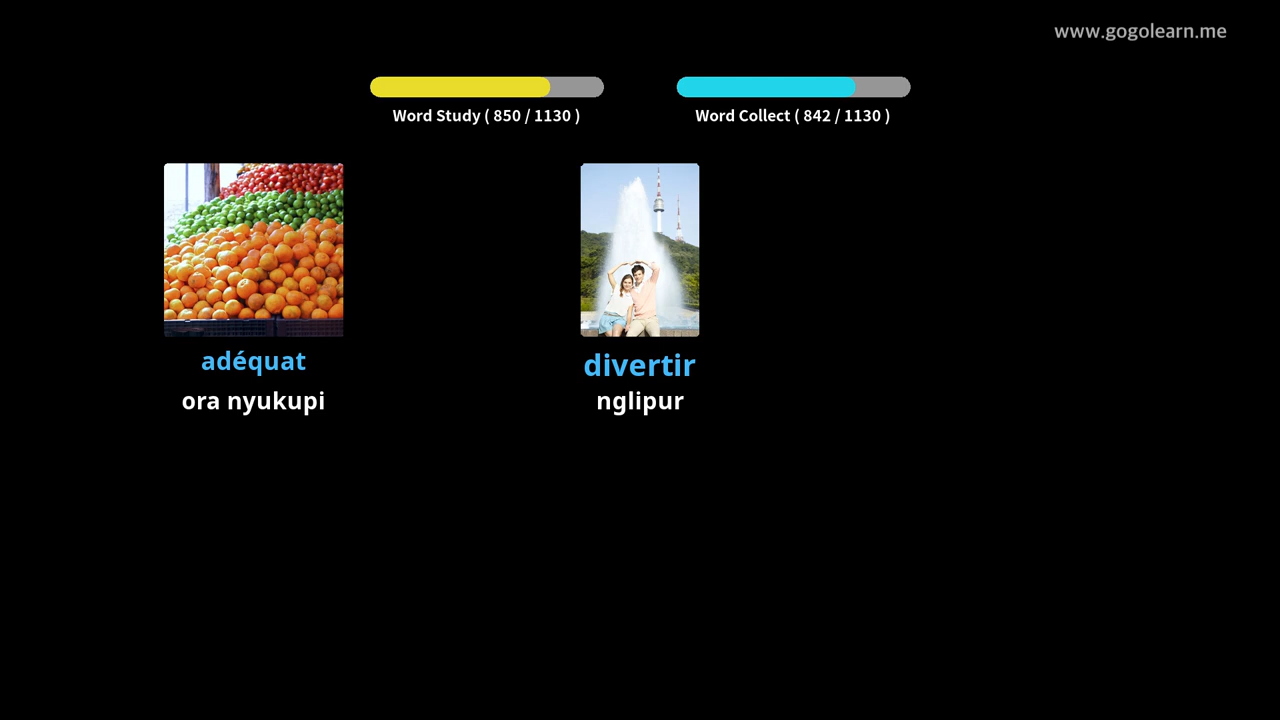 www.gogolearn.me
Word Study ( 850 / 1130 )
Word Collect ( 842 / 1130 )
adéquat
ora nyukupi
divertir
nglipur